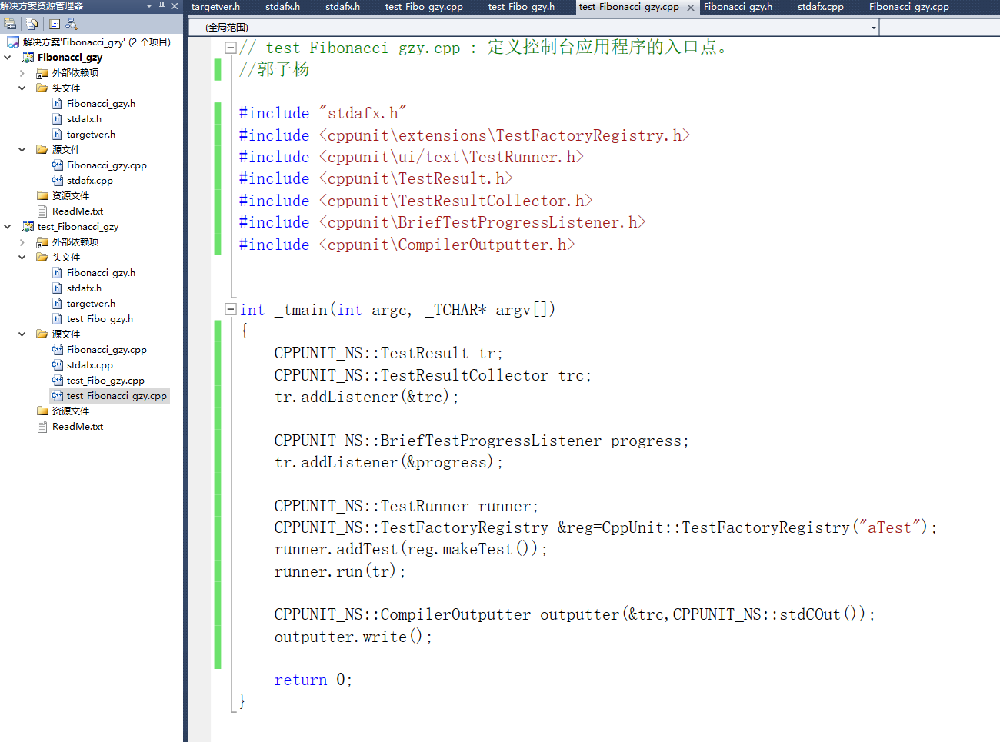 解决方案资源管理器
解决方案'Fibonacci_gzy' (2 个项目)
Fibonacci_gzy
外部依赖项
头文件
Fibonacci_gzy.h
stdafx.h
targetver.h
源文件
Fibonacci_gzy.cpp
stdafx.cpp
资源文件
ReadMe.txt
test_Fibonacci_gzy
外部依赖项
头文件
Fibonacci_gzy.h
stdafx.h
targetver.h
test_Fibo_gzy.h
源文件
Fibonacci_gzy.cpp
stdafx.cpp
test_Fibo_gzy.cpp
test_Fibonacci_gzy.cpp
资源文件
ReadMe.txt
targetver.h stdafx.h stdafx.h test_Fibo_gzy.cpp test_Fibo_gzy.h test_Fibonacci_gzy.cpp Fibonacci_gzy.h stdafx.cpp Fibonacci_gzy.cpp
(全局范围)
// test_Fibonacci_gzy.cpp : 定义控制台应用程序的入口点。
//郭子杨
#include "stdafx.h"
#include <cppunit\extensions\TestFactoryRegistry.h>
#include <cppunit\ui/text\TestRunner.h>
#include <cppunit\TestResult.h>
#include <cppunit\TestResultCollector.h>
#include <cppunit\BriefTestProgressListener.h>
#include <cppunit\CompilerOutputter.h>
int _tmain(int argc, _TCHAR* argv[])
{
    CPPUNIT_NS::TestResult tr;
    CPPUNIT_NS::TestResultCollector trc;
    tr.addListener(&trc);
    CPPUNIT_NS::BriefTestProgressListener progress;
    tr.addListener(&progress);
    CPPUNIT_NS::TestRunner runner;
    CPPUNIT_NS::TestFactoryRegistry &reg=CppUnit::TestFactoryRegistry("aTest");
    runner.addTest(reg.makeTest());
    runner.run(tr);
    CPPUNIT_NS::CompilerOutputter outputter(&trc,CPPUNIT_NS::stdCOut());
    outputter.write();
    return 0;
}